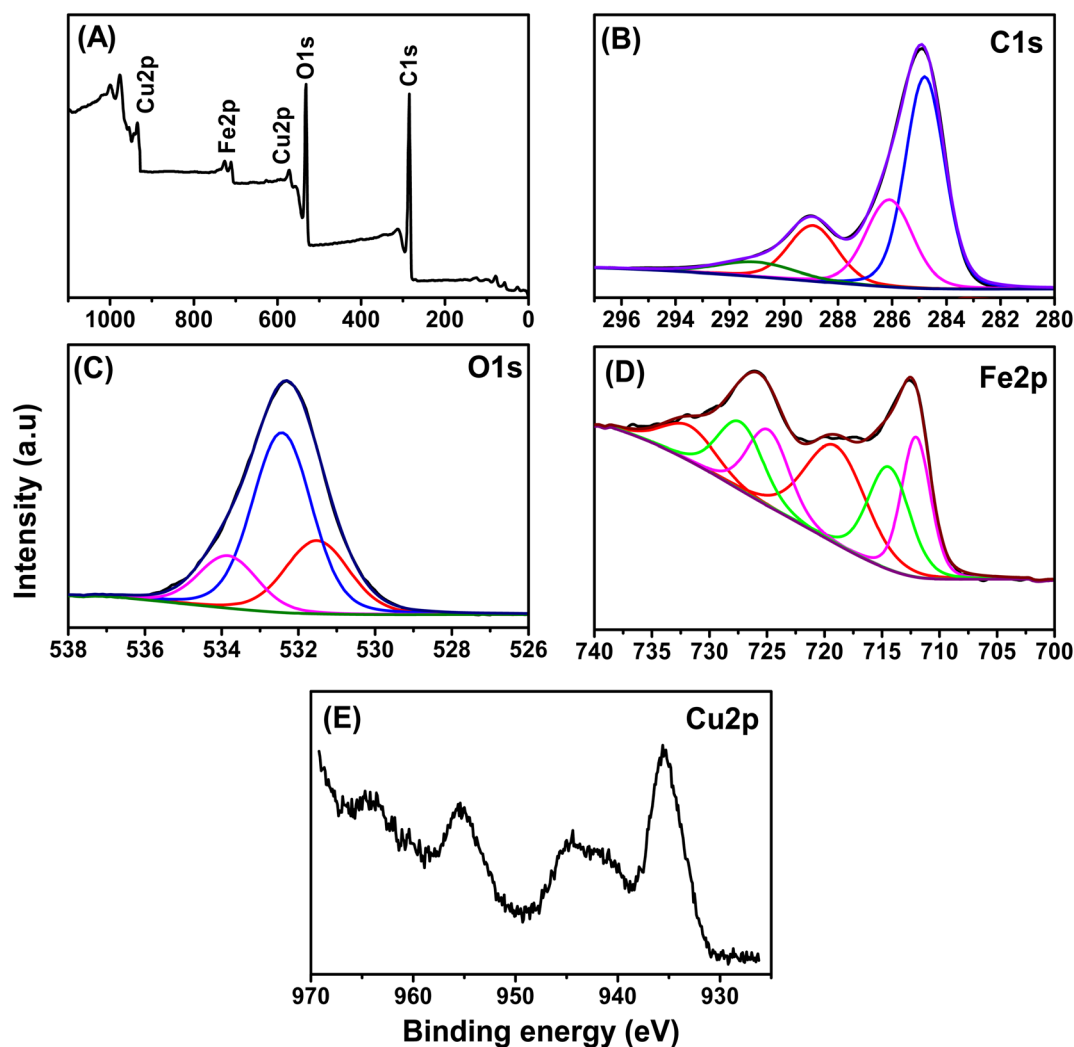 (A)
Cu2p
Fe2p
Cu2p
O1s
C1s
1000 800 600 400 200 0
(B)
C1s
296 294 292 290 288 286 284 282 280
(C)
O1s
538 536 534 532 531 530 528 526
(D)
Fe2p
740 735 730 725 720 715 710 705 700
Intensity (a.u)
(E)
Cu2p
970 960 950 940 930
Binding energy (eV)